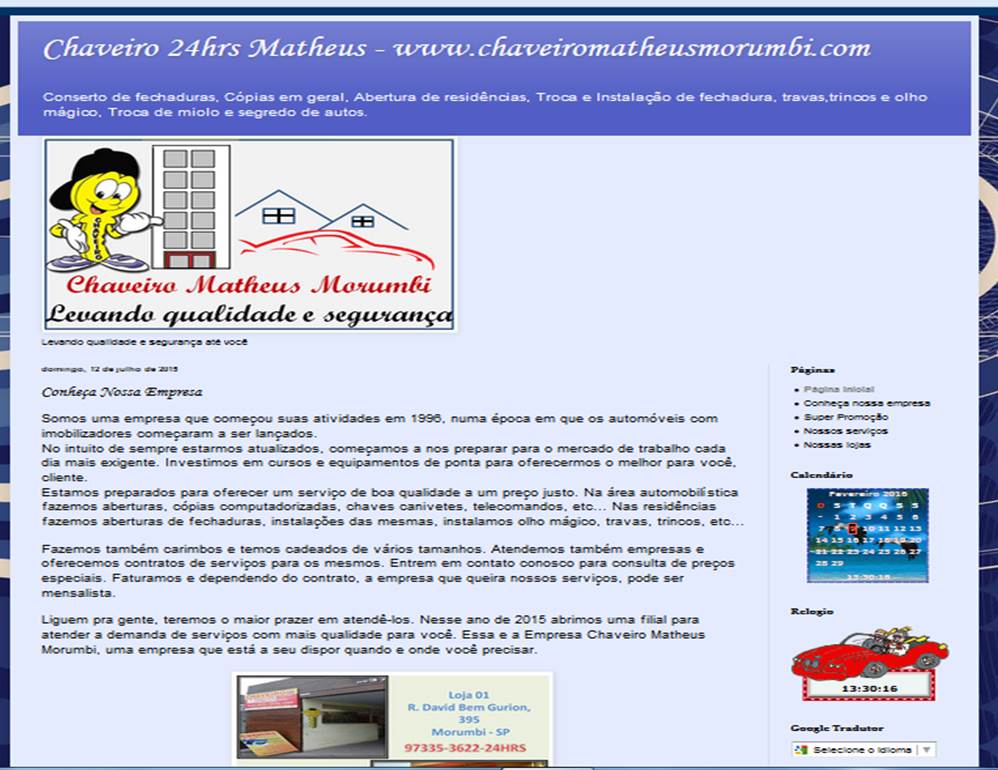 Chaveiro 24hrs Matheus - www.chaveiromatheusmorumbi.com
Conserto de fechaduras, Cópias em geral, Abertura de residências, Troca e Instalação de fechadura, travas,trincos e olho
mágico, Troca de miolo e segredo de autos.
CHAVEIRO
Chaveiro Matheus Morumbi
Levando qualidade e segurança
Levando qualidade e segurança até você
domingo, 12 de julho de 2015
Conheça Nossa Empresa
Somos uma empresa que começou suas atividades em 1996, numa época em que os automóveis com
imobilizadores começaram a ser lançados.
No intuito de sempre estarmos atualizados, começamos a nos preparar para o mercado de trabalho cada
dia mais exigente. Investimos em cursos e equipamentos de ponta para oferecermos o melhor para você,
cliente.
Estamos preparados para oferecer um serviço de boa qualidade a um preço justo. Na área automobilística
fazemos aberturas, cópias computadorizadas, chaves canivetes, telecomandos, etc... Nas residências
fazemos aberturas de fechaduras, instalações das mesmas, instalamos olho mágico, travas, trincos, etc...
Fazemos também carimbos e temos cadeados de vários tamanhos. Atendemos também empresas e
oferecemos contratos de serviços para os mesmos. Entrem em contato conosco para consulta de preços
especiais. Faturamos e dependendo do contrato, a empresa que queira nossos serviços, pode ser
mensalista.
Liguem pra gente, teremos o maior prazer em atendê-los. Nesse ano de 2015 abrimos uma filial para
atender a demanda de serviços com mais qualidade para você. Essa e a Empresa Chaveiro Matheus
Morumbi, uma empresa que está a seu dispor quando e onde você precisar.
Loja 01
R. David Bem Gurion,
395
Morumbi - SP
97335-3622-24HRS
Páginas
Página Inicial
Conheça nossa empresa
Super Promoção
Nossos serviços
Nossas lojas
Calendário
Fevereiro 2016
D S T Q Q S S
- 1 2 3 4 5 6
7 8 9 10 11 12 13
14 15 16 17 18 19 20
21 22 23 24 25 26 27
28 29
13:30:16
Relogio
13:30:16
Google Tradutor
Selecione o idioma